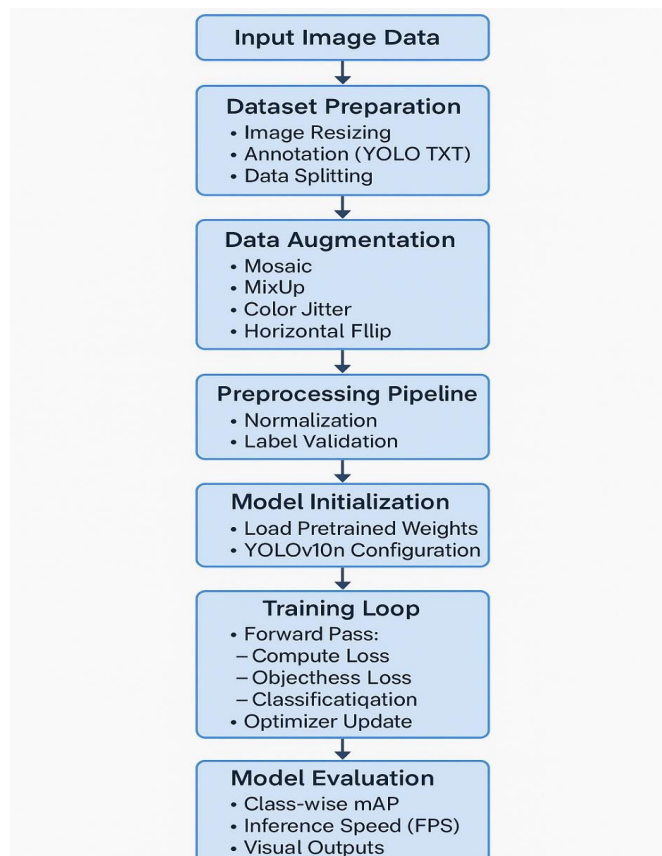 Input Image Data
Dataset Preparation
• Image Resizing
• Annotation (YOLO TXT)
• Data Splitting
Data Augmentation
• Mosaic
• MixUp
• Color Jitter
• Horizontal Fllip
Preprocessing Pipeline
• Normalization
• Label Validation
Model Initialization
• Load Pretrained Weights
• YOLOv10n Configuration
Training Loop
• Forward Pass:
– Compute Loss
– Objecthess Loss
– Classificatiqation
• Optimizer Update
Model Evaluation
• Class-wise mAP
• Inference Speed (FPS)
• Visual Outputs